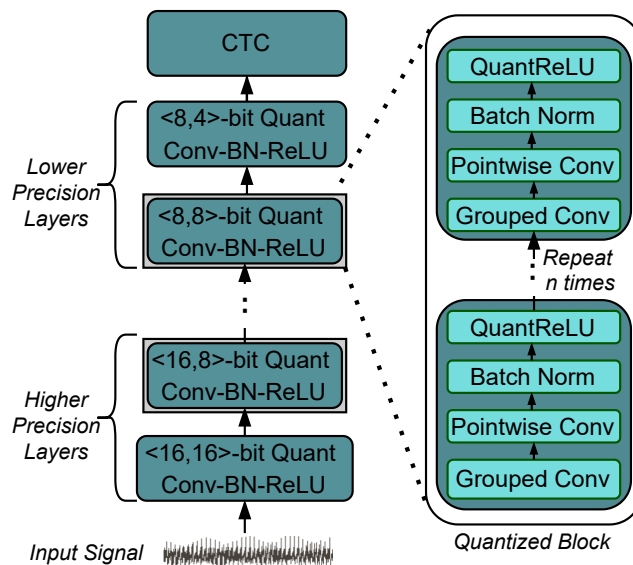 CTC
<8,4>-bit Quant
Conv-BN-ReLU
Lower
Precision
Layers
<8,8>-bit Quant
Conv-BN-ReLU
<16,8>-bit Quant
Conv-BN-ReLU
Higher
Precision
Layers
<16,16>-bit Quant
Conv-BN-ReLU
Input Signal
QuantReLU
Batch Norm
Pointwise Conv
Grouped Conv
Repeat
n times
QuantReLU
Batch Norm
Pointwise Conv
Grouped Conv
Quantized Block